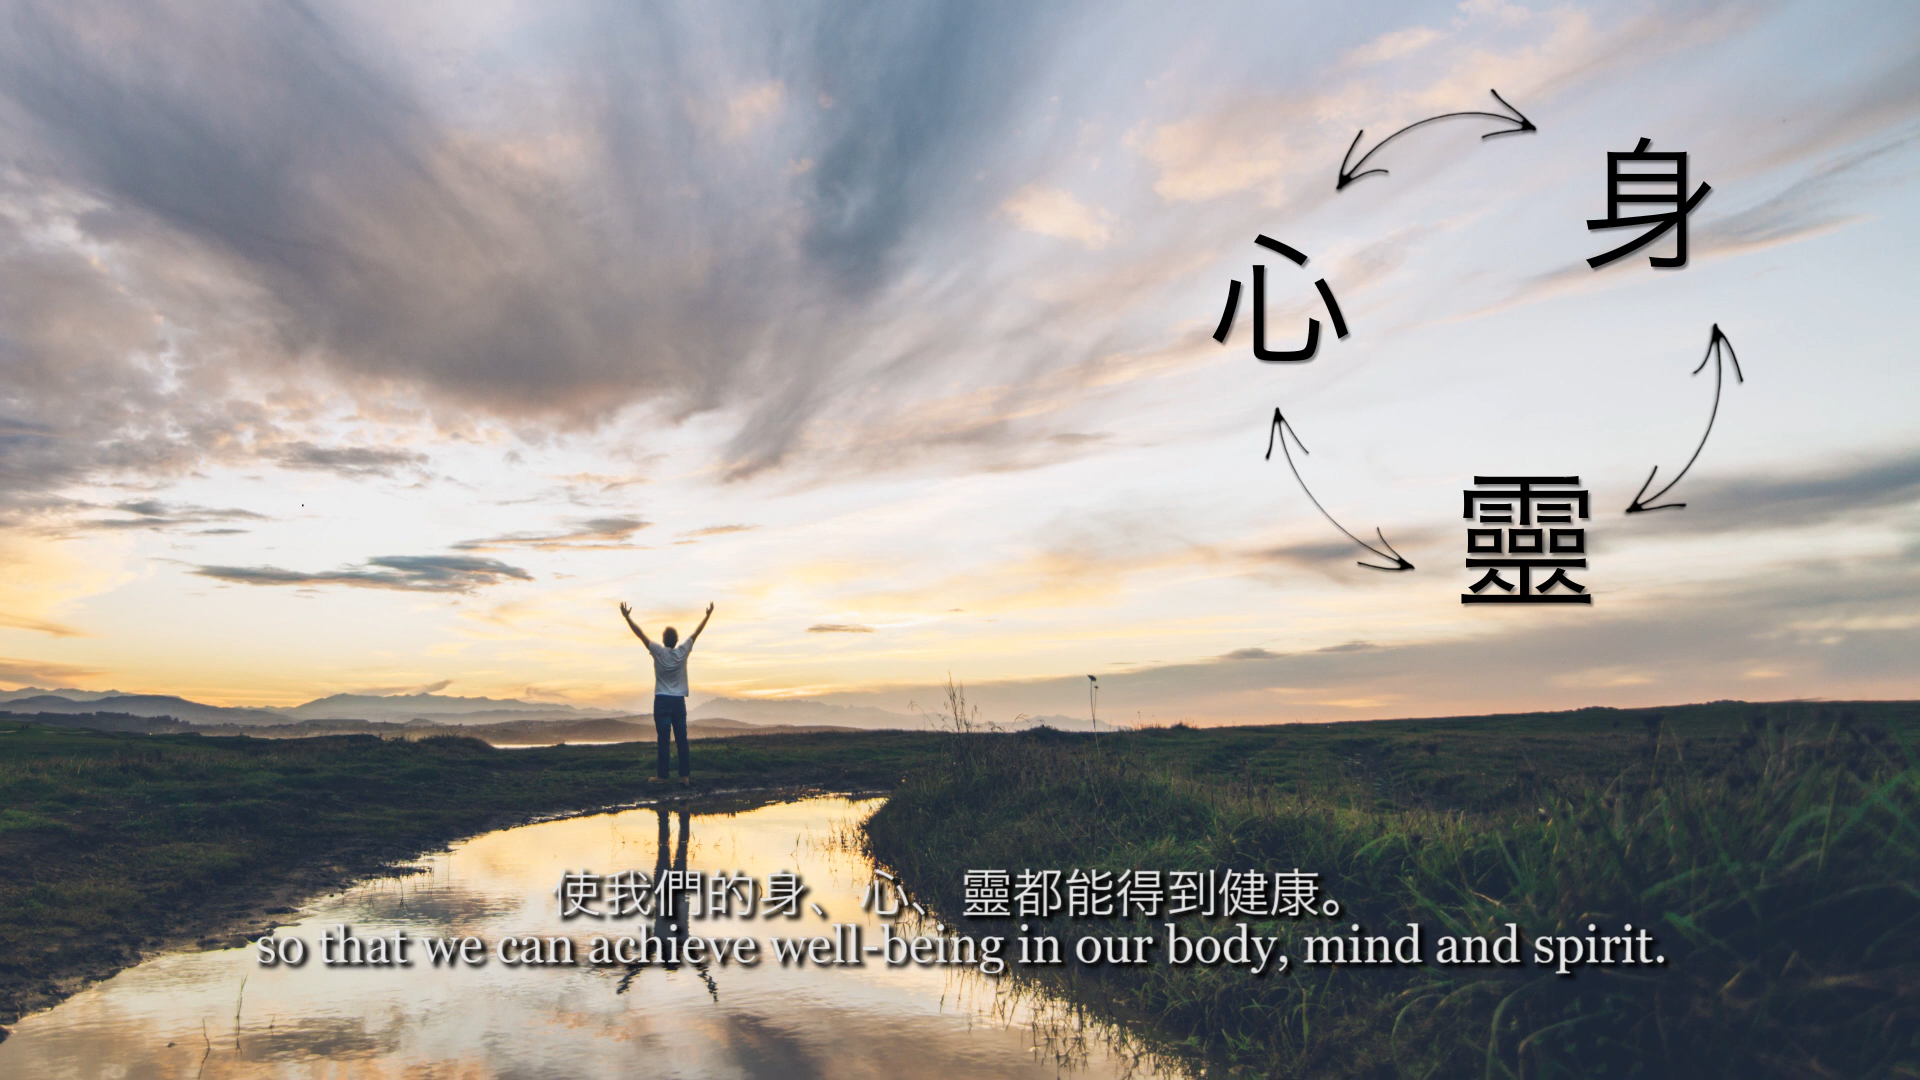 身
心
靈
使我們的身、心、靈都能得到健康。
so that we can achieve well-being in our body, mind and spirit.